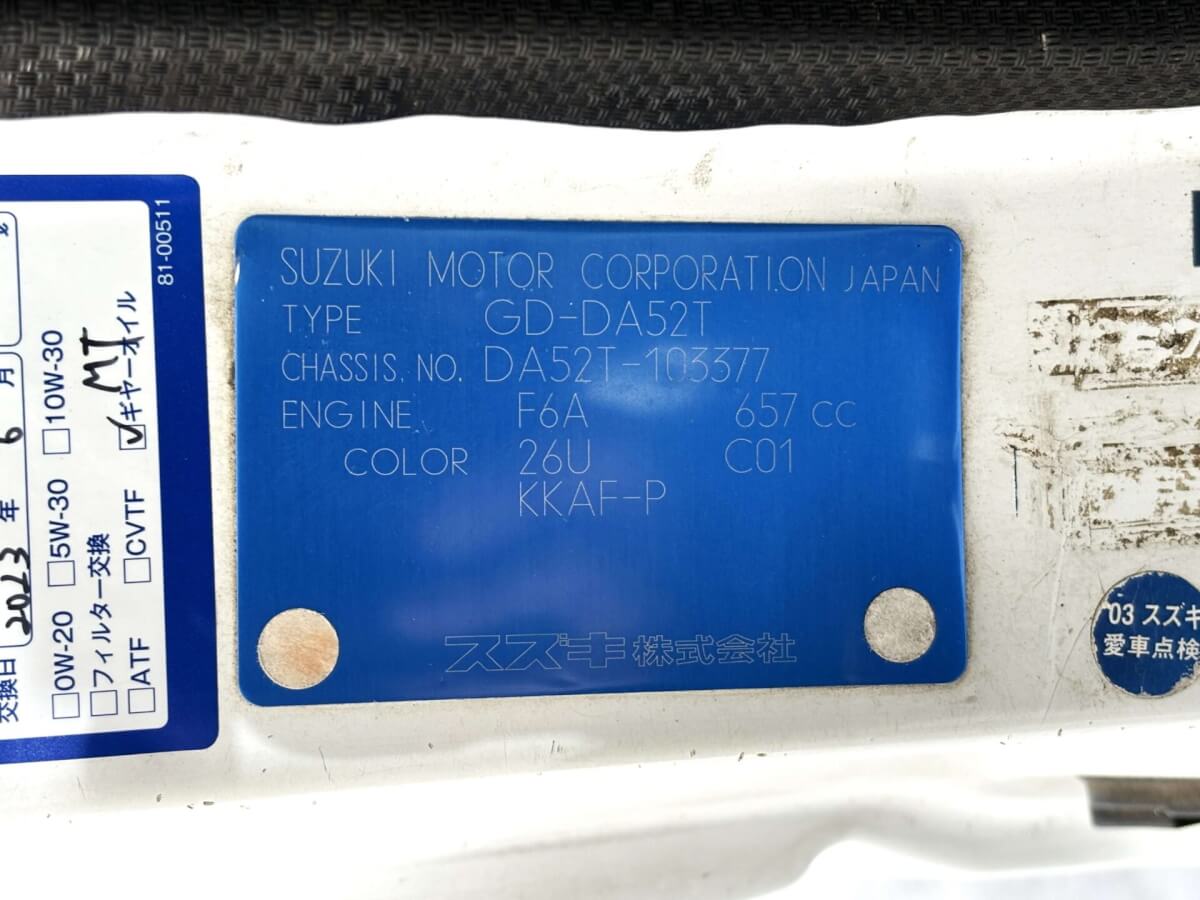 SUZUKI MOTOR CORPORATION JAPAN
TYPE GD-DA52T
CHASSIS. NO. DA52T-103377
ENGINE F6A 657 CC
COLOR 26U C01
KKAF-P
スズキ株式会社
交換日 2023 年 6 月
□0W-20 □5W-30 □10W-30
□フィルター交換 MT
□ATF □CVTF ☑ギヤーオイル
81-00511
'03 スズキ
愛車点検